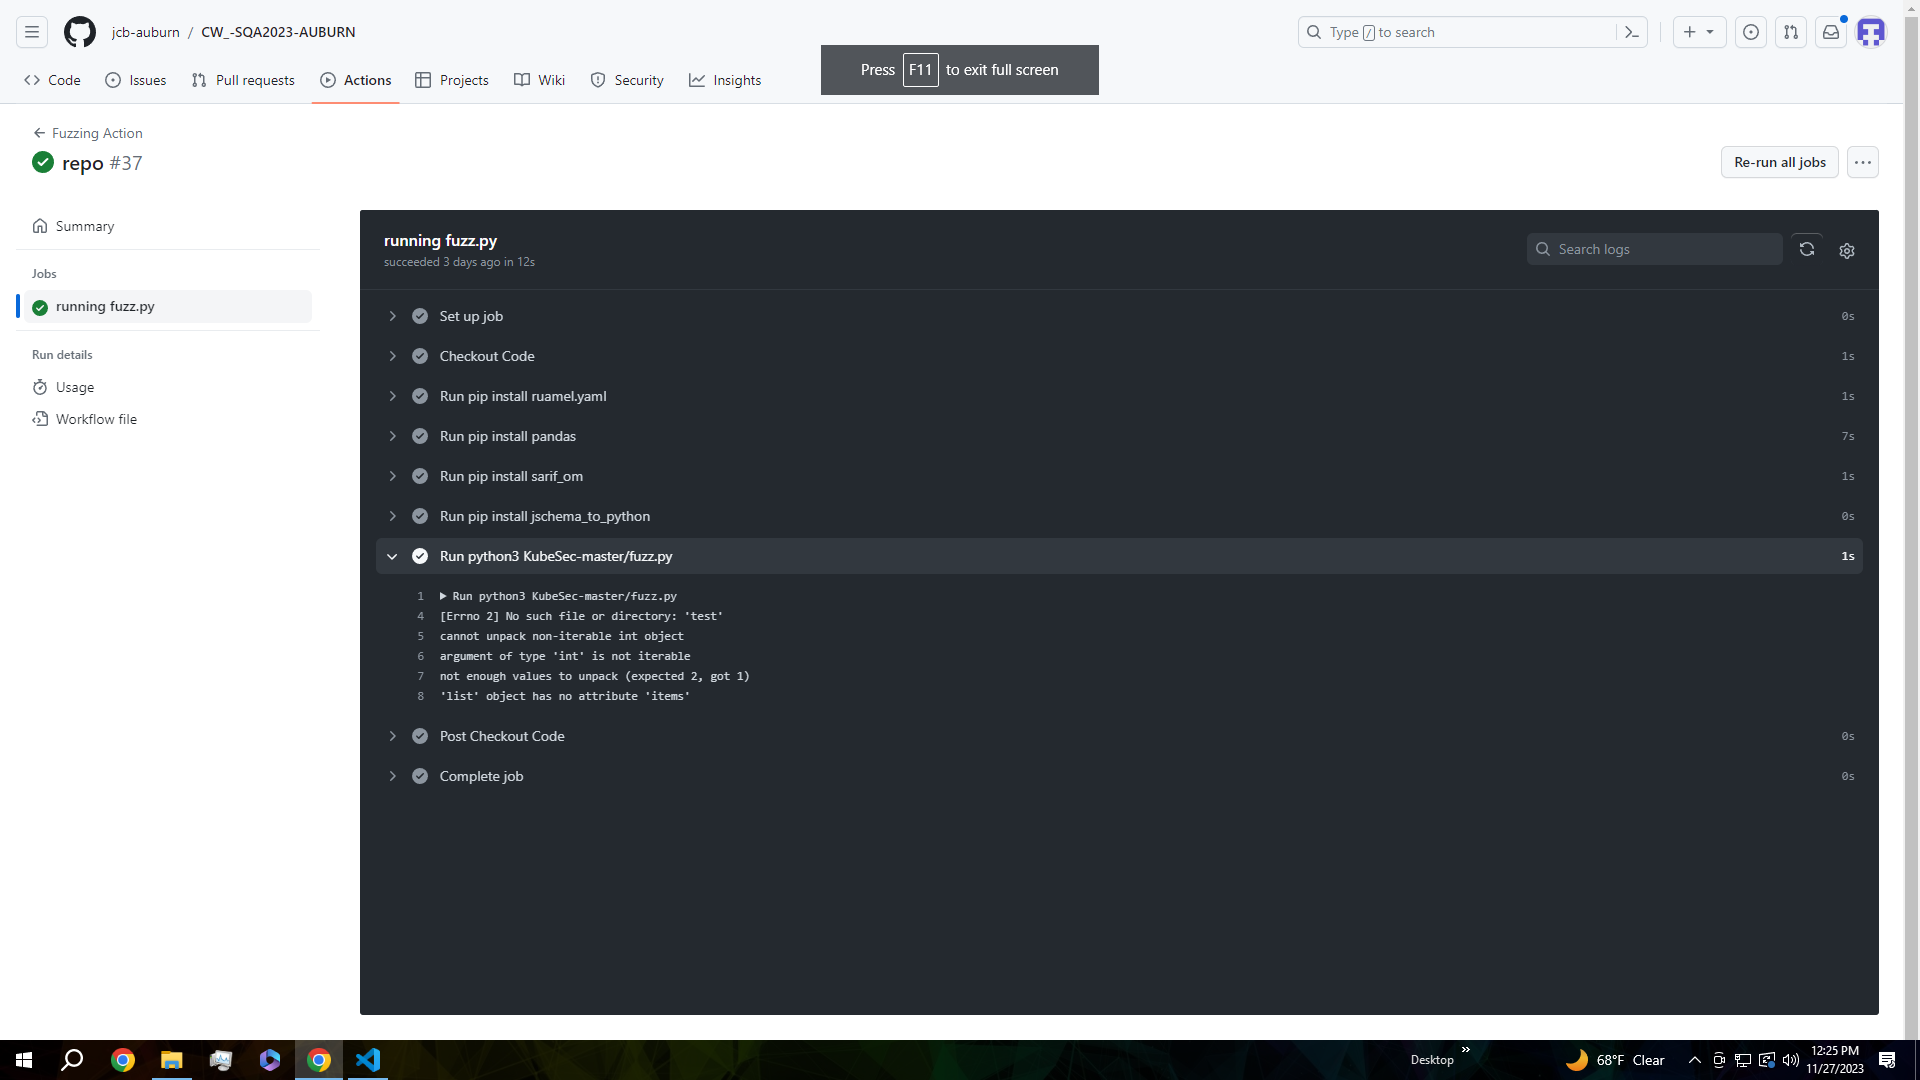 jcb-auburn / CW_-SQA2023-AUBURN
Type / to search
Press F11 to exit full screen
Code
Issues
Pull requests
Actions
Projects
Wiki
Security
Insights
Fuzzing Action
repo #37
Re-run all jobs
Summary
Jobs
running fuzz.py
Run details
Usage
Workflow file
running fuzz.py
succeeded 3 days ago in 12s
Search logs
Set up job 0s
Checkout Code 1s
Run pip install ruamel.yaml 1s
Run pip install pandas 7s
Run pip install sarif_om 1s
Run pip install jschema_to_python 0s
Run python3 KubeSec-master/fuzz.py 1s
1 Run python3 KubeSec-master/fuzz.py
4 [Errno 2] No such file or directory: 'test'
5 cannot unpack non-iterable int object
6 argument of type 'int' is not iterable
7 not enough values to unpack (expected 2, got 1)
8 'list' object has no attribute 'items'
Post Checkout Code 0s
Complete job 0s
Desktop
68°F Clear
12:25 PM
11/27/2023